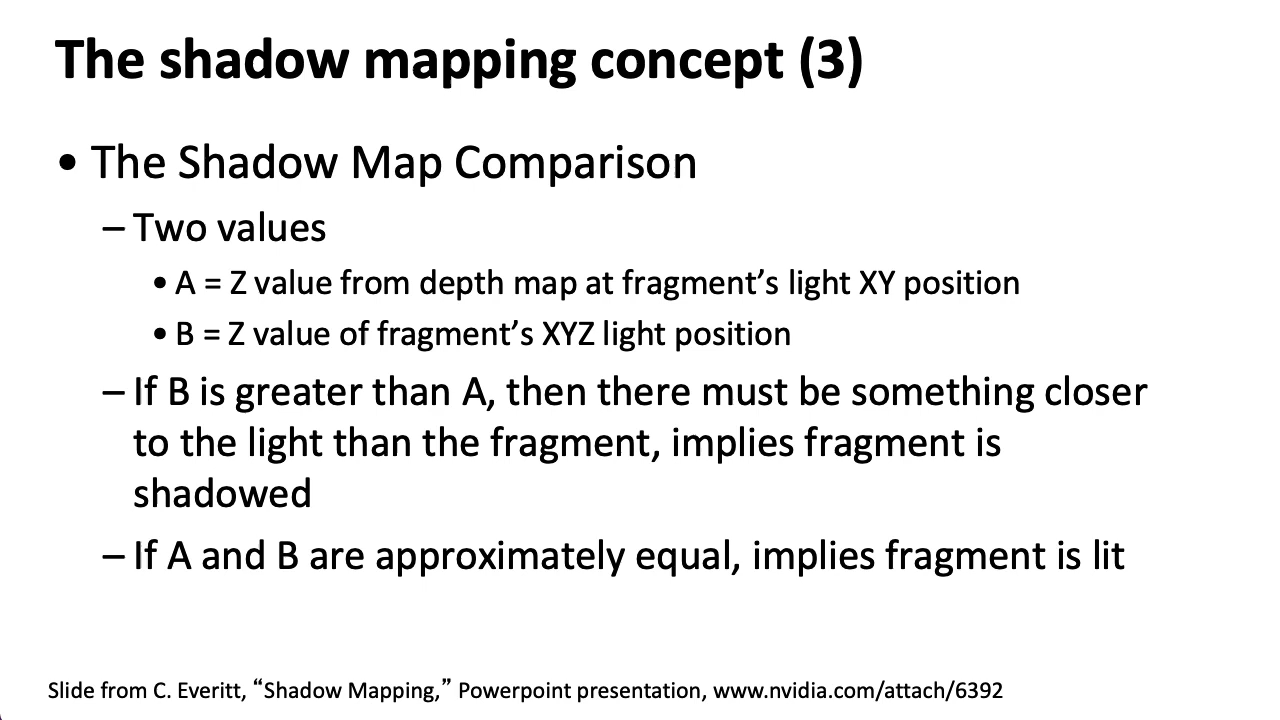 The shadow mapping concept (3)
• The Shadow Map Comparison
– Two values
• A = Z value from depth map at fragment’s light XY position
• B = Z value of fragment’s XYZ light position
– If B is greater than A, then there must be something closer
to the light than the fragment, implies fragment is
shadowed
– If A and B are approximately equal, implies fragment is lit
Slide from C. Everitt, “Shadow Mapping,” Powerpoint presentation, www.nvidia.com/attach/6392